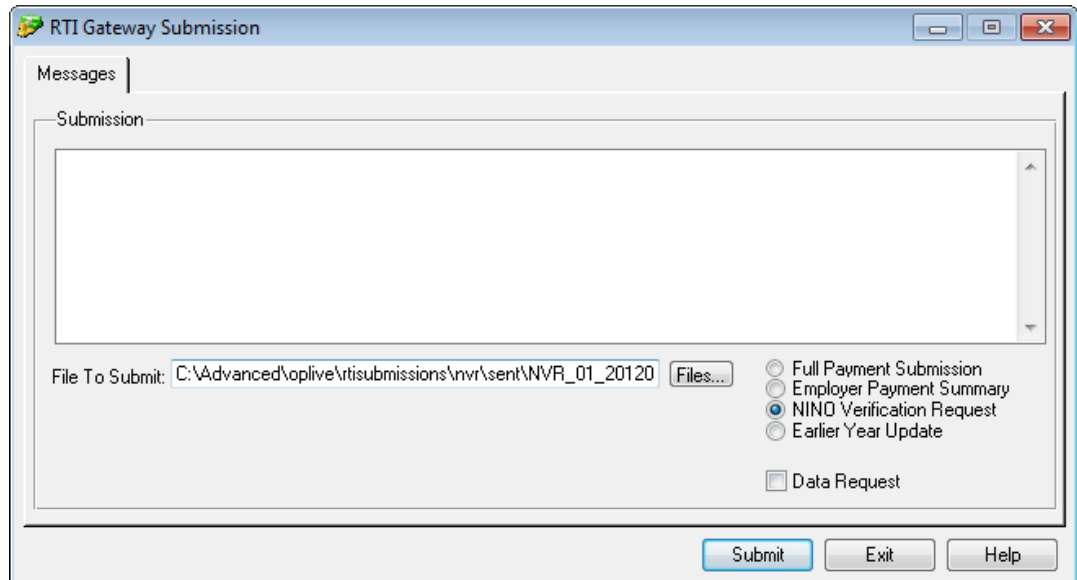 RTI Gateway Submission
Messages
Submission
File To Submit: C:\Advanced\oplive\rtisubmissions\nvr\sent\NVR_01_20120 Files...
Full Payment Submission
Employer Payment Summary
NINO Verification Request
Earlier Year Update
Data Request
Submit Exit Help